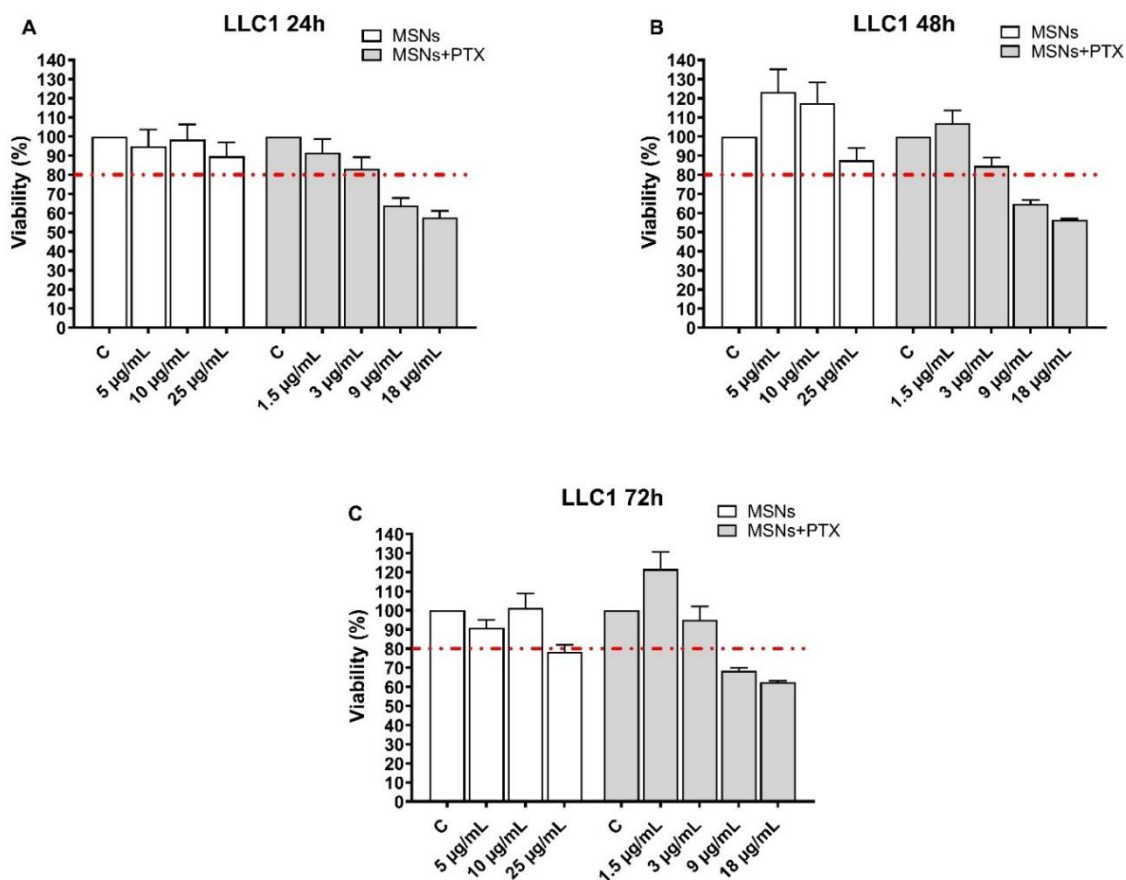 A
LLC1 24h
MSNs
MSNs+PTX
Viability (%)
140
130
120
110
100
90
80
70
60
50
40
30
20
10
0
C
5 µg/mL
10 µg/mL
25 µg/mL
C
1.5 µg/mL
3 µg/mL
9 µg/mL
18 µg/mL
B
LLC1 48h
MSNs
MSNs+PTX
Viability (%)
140
130
120
110
100
90
80
70
60
50
40
30
20
10
0
C
5 µg/mL
10 µg/mL
25 µg/mL
C
1.5 µg/mL
3 µg/mL
9 µg/mL
18 µg/mL
C
LLC1 72h
MSNs
MSNs+PTX
Viability (%)
140
130
120
110
100
90
80
70
60
50
40
30
20
10
0
C
5 µg/mL
10 µg/mL
25 µg/mL
C
1.5 µg/mL
3 µg/mL
9 µg/mL
18 µg/mL